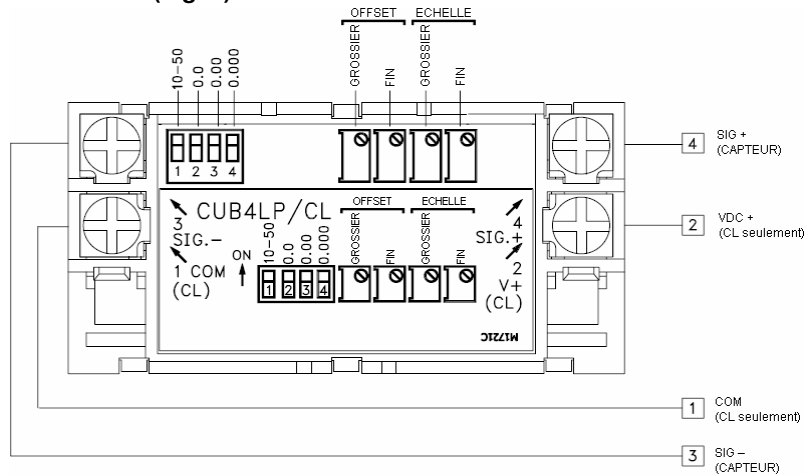 OFFSET ECHELLE
10-50 0.0 0.00 0.000 GROSSIER FIN GROSSIER FIN
1 2 3 4
4 SIG +
(CAPTEUR)
2 VDC +
(CL seulement)
CUB4LP/CL
3
SIG.-
1 COM
(CL)
ON
10-50 0.0 0.00 0.000
1 2 3 4
OFFSET ECHELLE
GROSSIER FIN GROSSIER FIN
4
SIG.+
2
V+
(CL)
M1721C
1 COM
(CL seulement)
3 SIG –
(CAPTEUR)